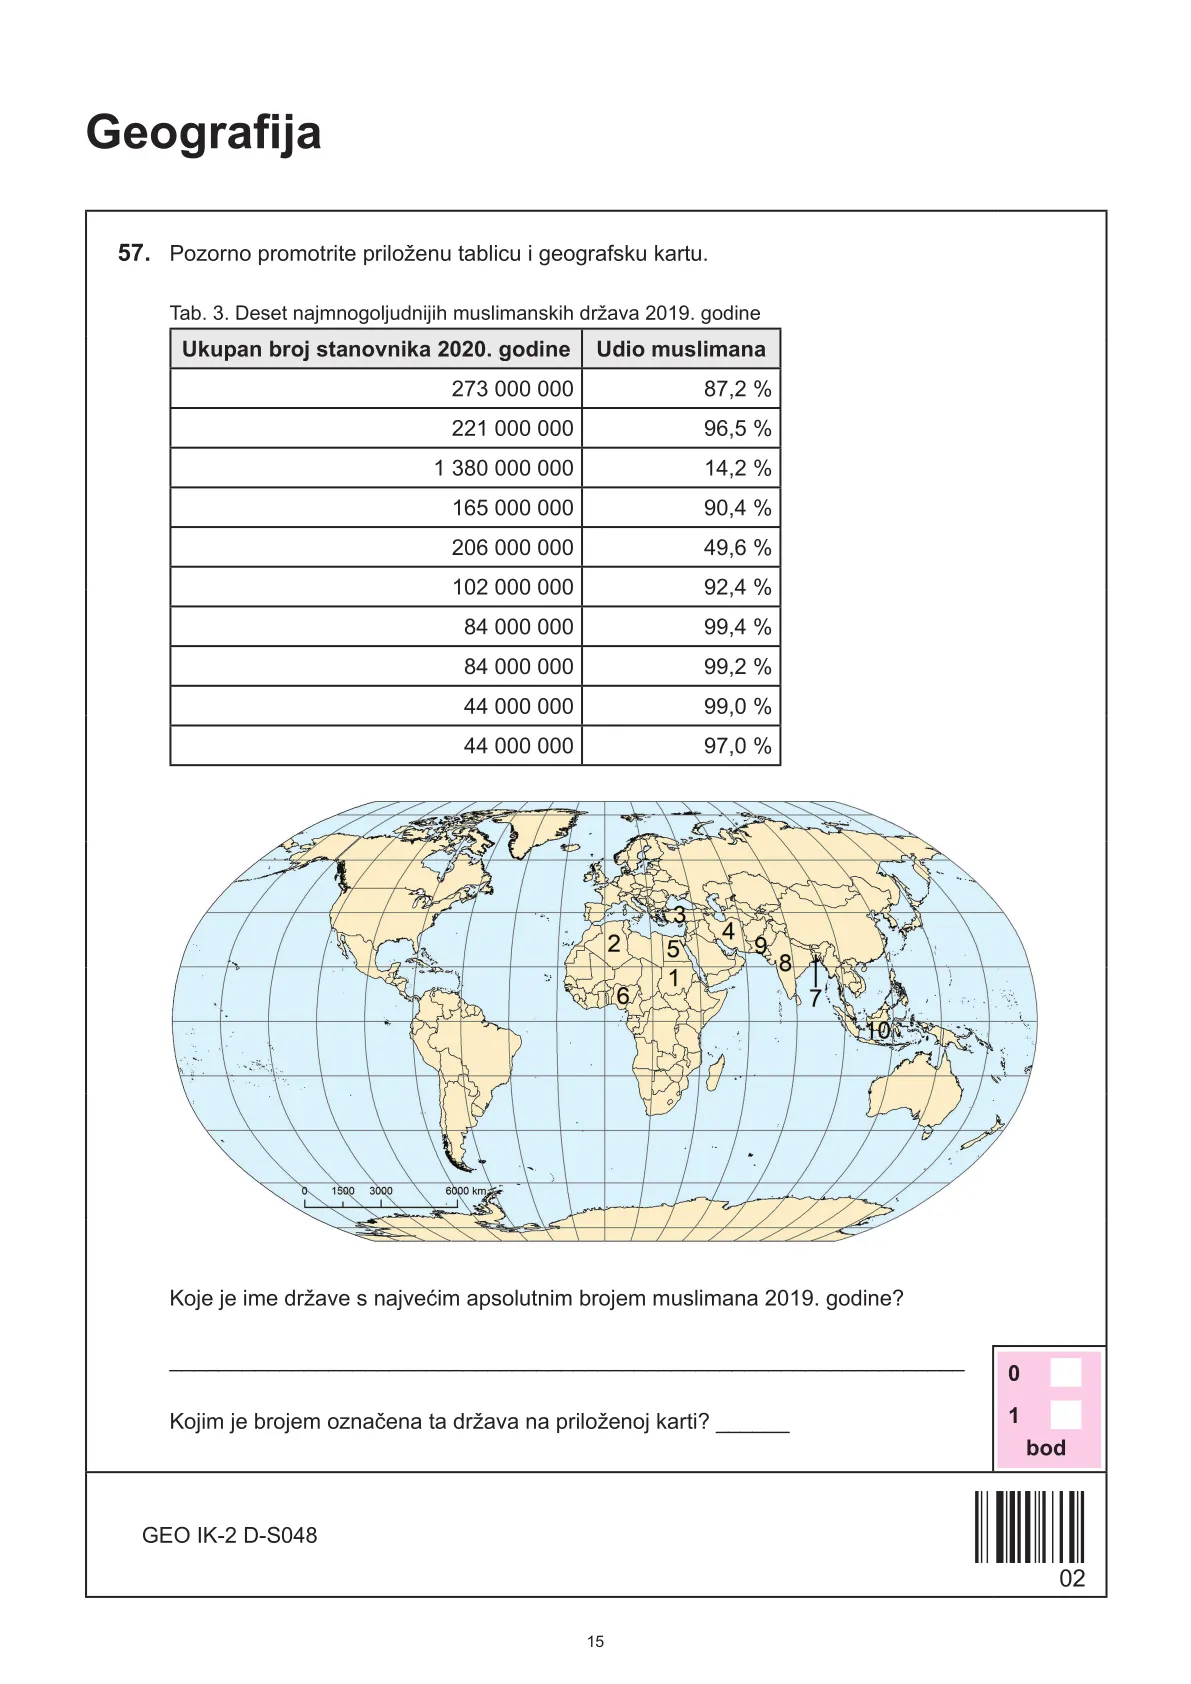 Geografija
57. Pozorno promotrite priloženu tablicu i geografsku kartu.
Tab. 3. Deset najmnogoljudnijih muslimanskih država 2019. godine
Ukupan broj stanovnika 2020. godine Udio muslimana
273 000 000 87,2 %
221 000 000 96,5 %
1 380 000 000 14,2 %
165 000 000 90,4 %
206 000 000 49,6 %
102 000 000 92,4 %
84 000 000 99,4 %
84 000 000 99,2 %
44 000 000 99,0 %
44 000 000 97,0 %
3
4
2
5
9
8
1
6
7
10
0 1500 3000 6000 km
Koje je ime države s najvećim apsolutnim brojem muslimana 2019. godine?
Kojim je brojem označena ta država na priloženoj karti? ______
0
1
bod
GEO IK-2 D-S048
02
15